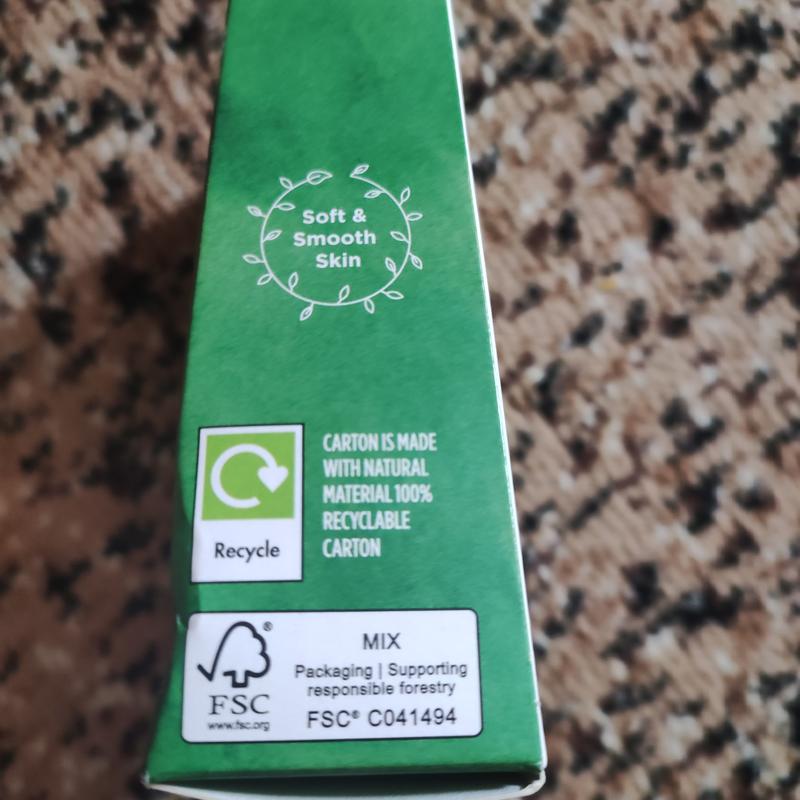 Soft &
Smooth
Skin
CARTON IS MADE
WITH NATURAL
MATERIAL 100%
RECYCLABLE
CARTON
Recycle
®
FSC
www.fsc.org
MIX
Packaging | Supporting
responsible forestry
FSC® C041494